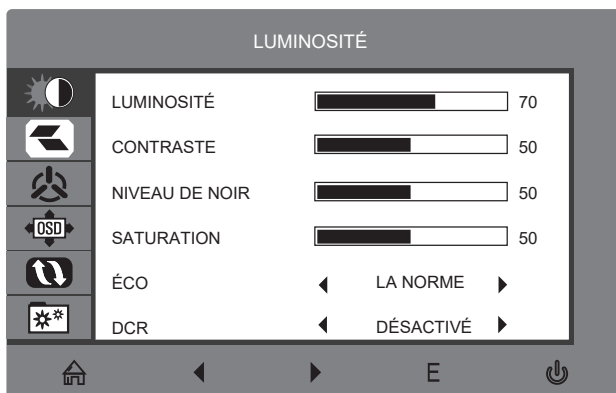 LUMINOSITÉ
LUMINOSITÉ 70
CONTRASTE 50
NIVEAU DE NOIR 50
SATURATION 50
OSD
ÉCO LA NORME
DCR DÉSACTIVÉ
E